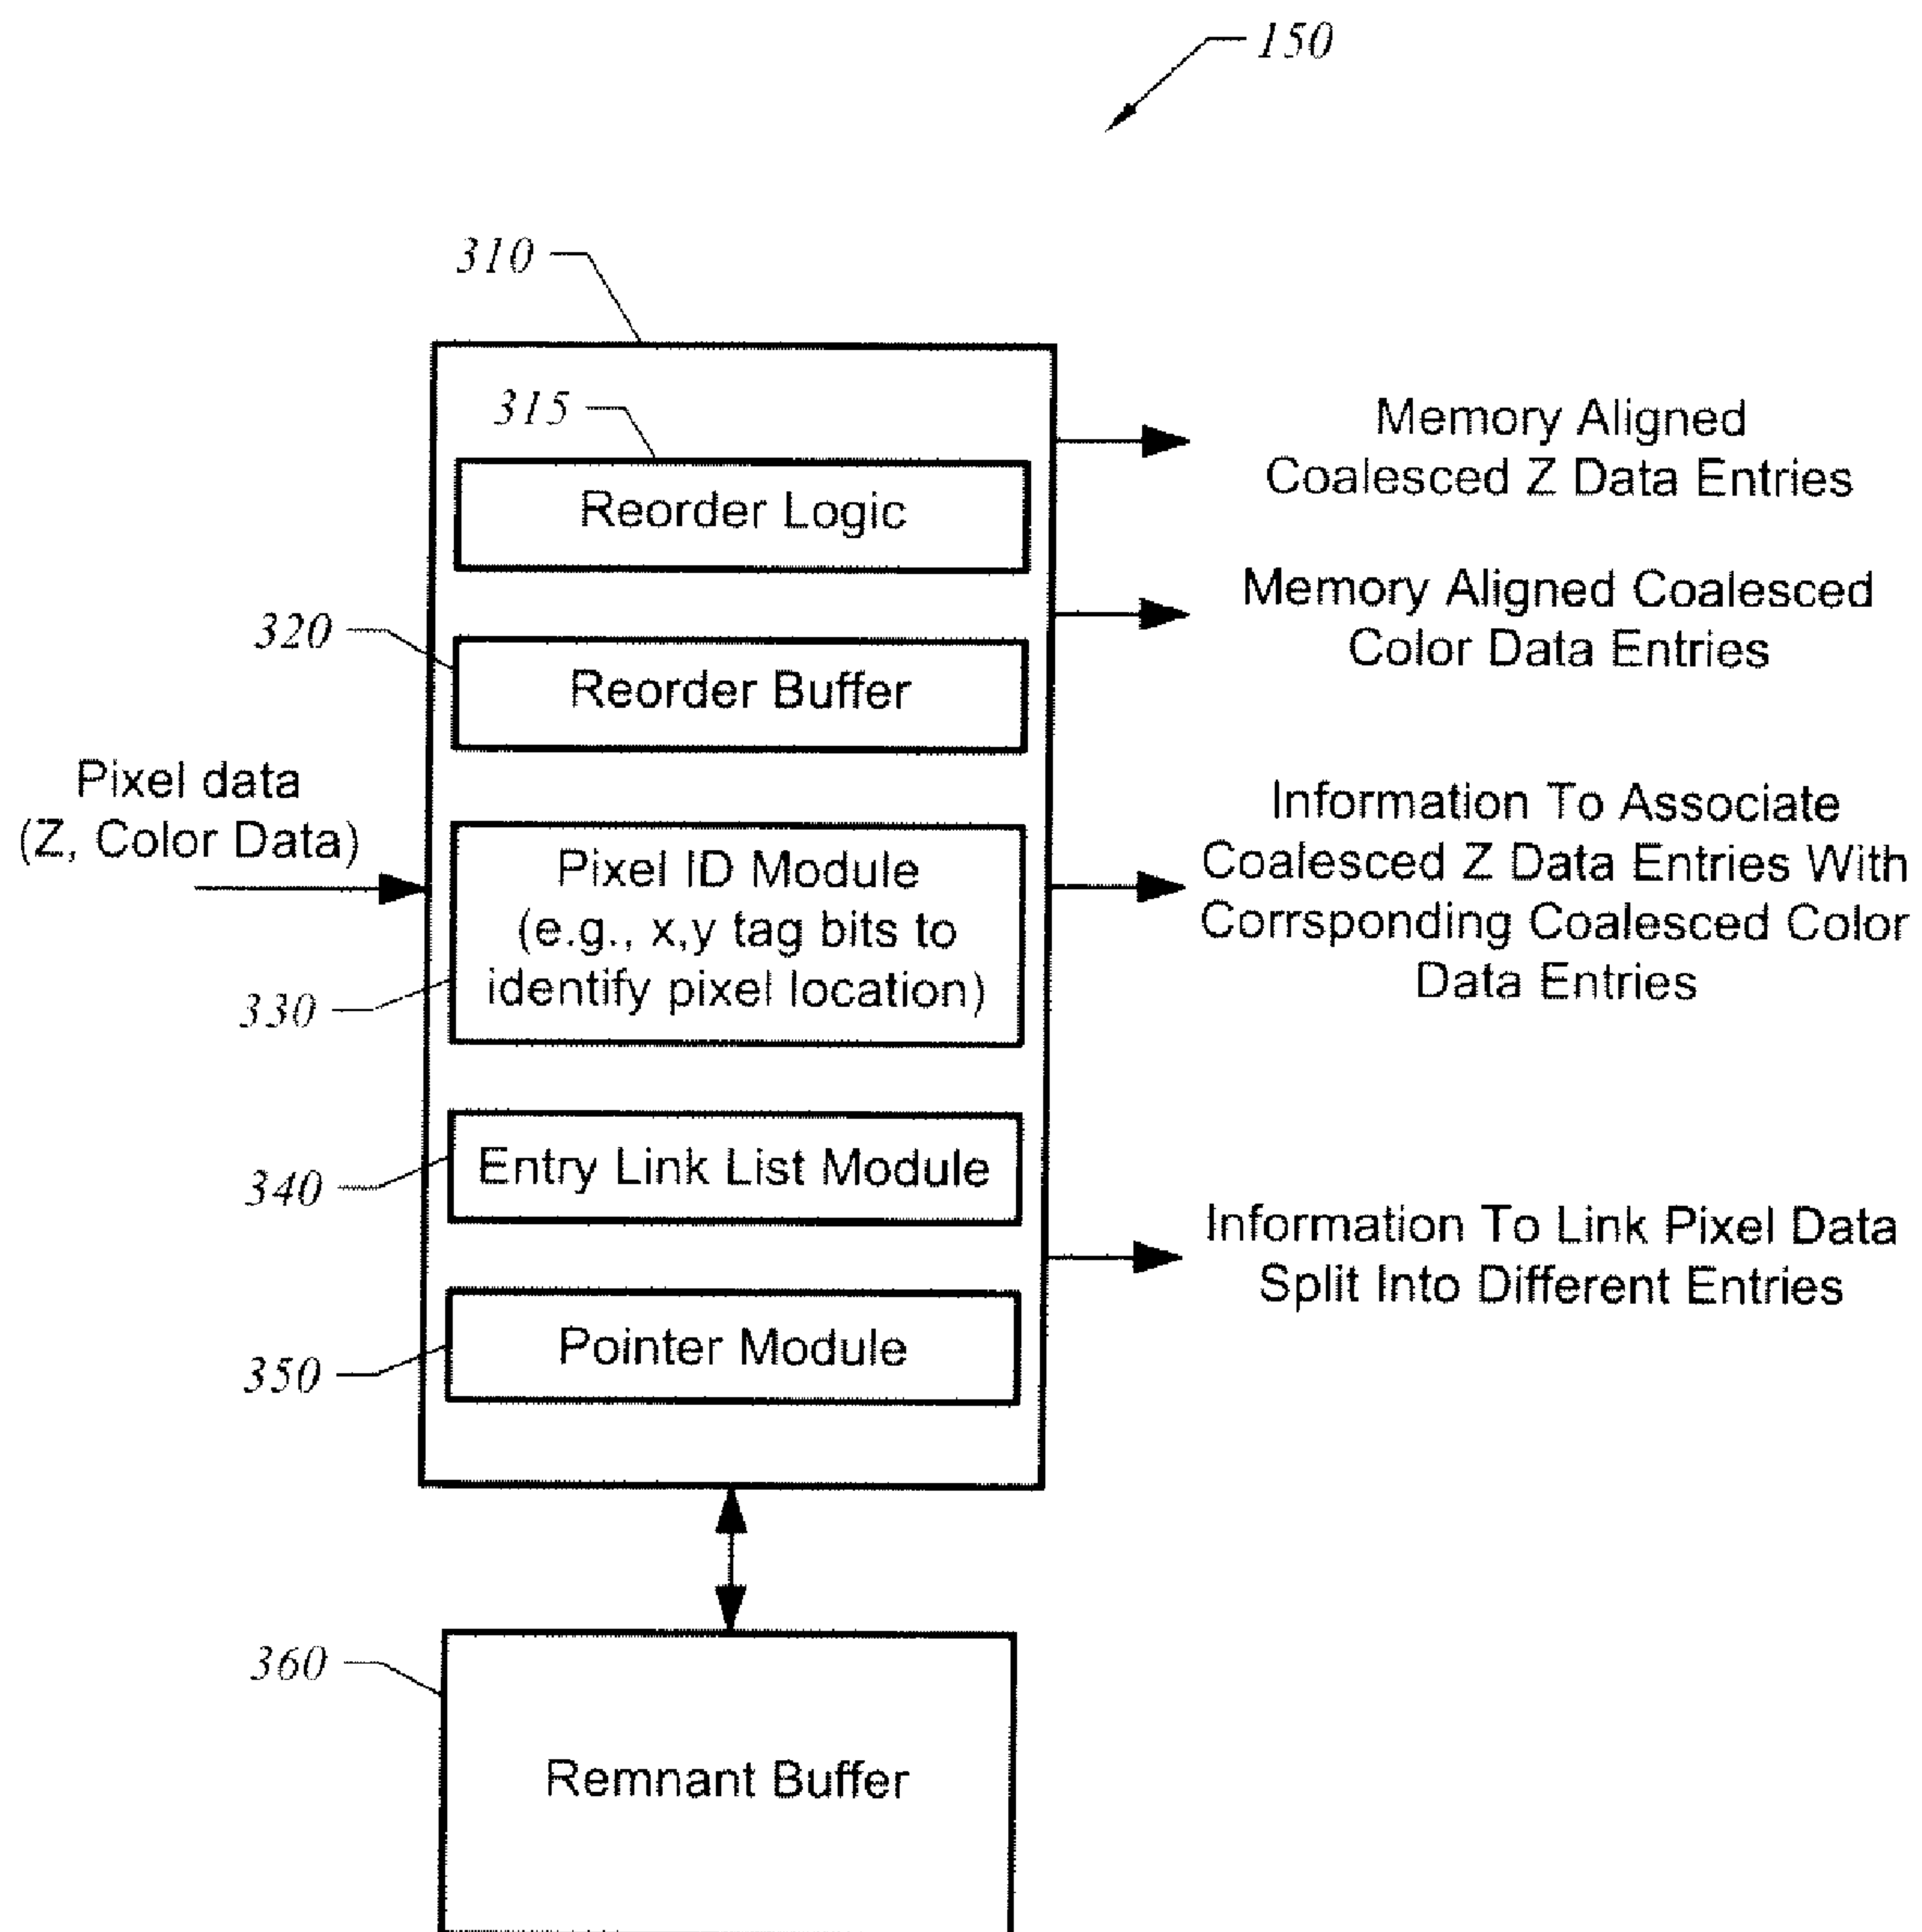 150
310
315
Reorder Logic
320
Reorder Buffer
Pixel data
(Z, Color Data)
Pixel ID Module
(e.g., x,y tag bits to
identify pixel location)
330
Entry Link List Module
340
Pointer Module
350
Memory Aligned
Coalesced Z Data Entries
Memory Aligned Coalesced
Color Data Entries
Information To Associate
Coalesced Z Data Entries With
Corrsponding Coalesced Color
Data Entries
Information To Link Pixel Data
Split Into Different Entries
360
Remnant Buffer